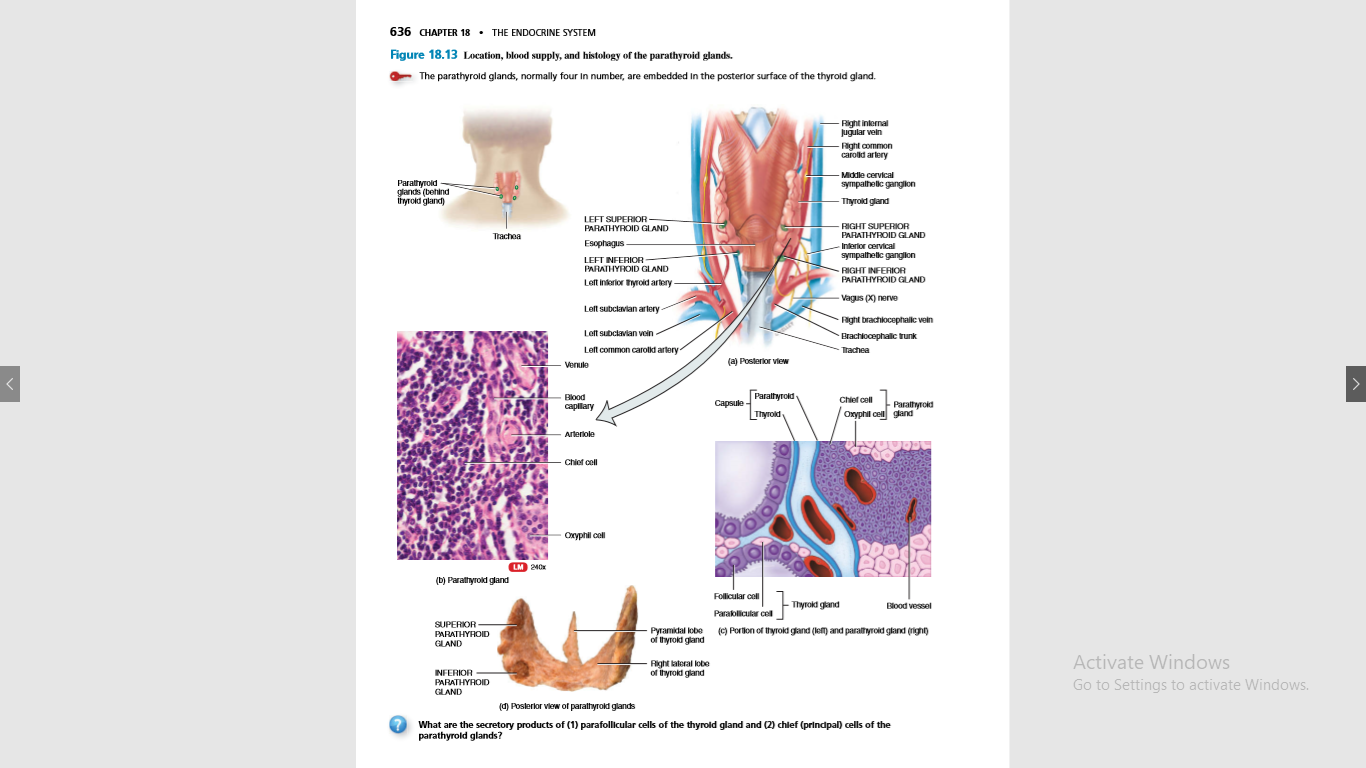 636 CHAPTER 18 • THE ENDOCRINE SYSTEM
Figure 18.13 Location, blood supply, and histology of the parathyroid glands.
The parathyroid glands, normally four in number, are embedded in the posterior surface of the thyroid gland.
Parathyroid
glands (behind
thyroid gland)
Trachea
LEFT SUPERIOR
PARATHYROID GLAND
Esophagus
LEFT INFERIOR
PARATHYROID GLAND
Left inferior thyroid artery
Left subclavian artery
Left subclavian vein
Left common carotid artery
Right internal
jugular vein
Right common
carotid artery
Middle cervical
sympathetic ganglion
Thyroid gland
RIGHT SUPERIOR
PARATHYROID GLAND
Inferior cervical
sympathetic ganglion
RIGHT INFERIOR
PARATHYROID GLAND
Vagus (X) nerve
Right brachiocephalic vein
Brachiocephalic trunk
Trachea
(a) Posterior view
Venule
Blood
capillary
Arteriole
Chief cell
Oxyphil cell
LM 240x
(b) Parathyroid gland
Capsule
Parathyroid
Thyroid
Chief cell
Oxyphil cell
Parathyroid
gland
Follicular cell
Parafollicular cell
Thyroid gland
Blood vessel
(c) Portion of thyroid gland (left) and parathyroid gland (right)
SUPERIOR
PARATHYROID
GLAND
INFERIOR
PARATHYROID
GLAND
Pyramidal lobe
of thyroid gland
Right lateral lobe
of thyroid gland
(d) Posterior view of parathyroid glands
? What are the secretory products of (1) parafollicular cells of the thyroid gland and (2) chief (principal) cells of the
parathyroid glands?
Activate Windows
Go to Settings to activate Windows.